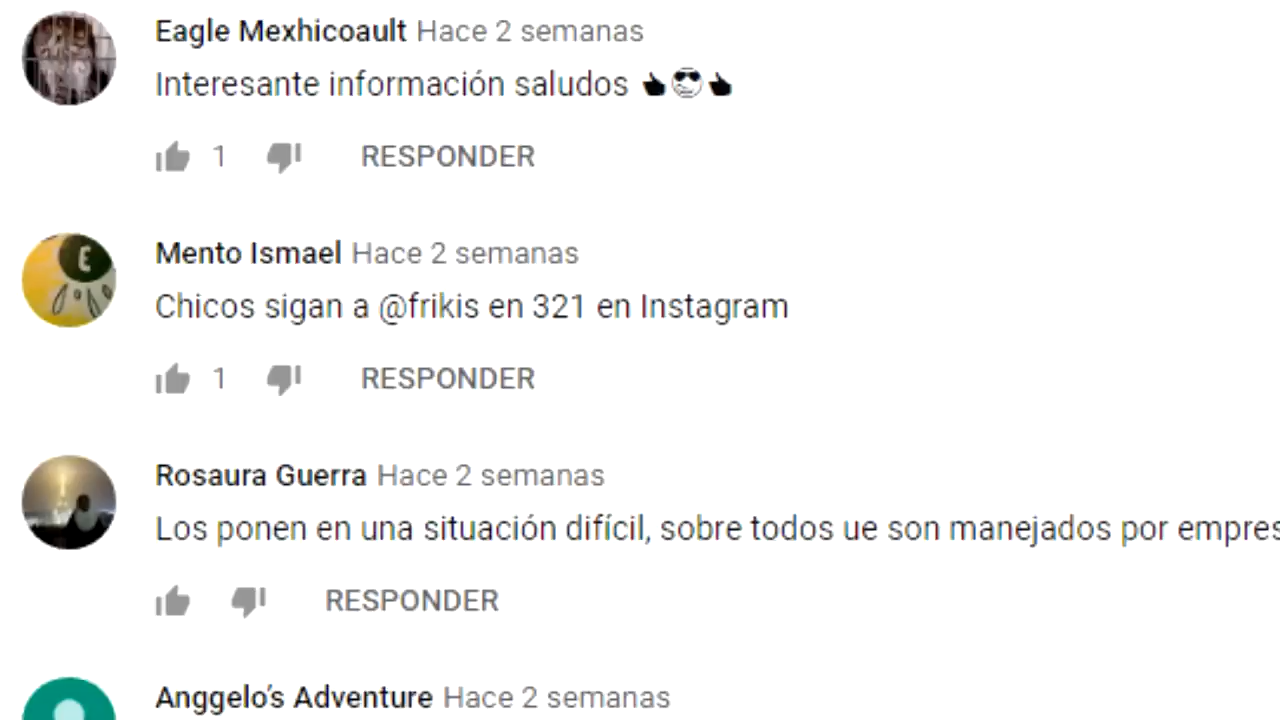 Eagle Mexhicoault Hace 2 semanas
Interesante información saludos 👍😎👍
1 RESPONDER
E
Mento Ismael Hace 2 semanas
Chicos sigan a @frikis en 321 en Instagram
1 RESPONDER
Rosaura Guerra Hace 2 semanas
Los ponen en una situación difícil, sobre todos ue son manejados por empres
RESPONDER
Anggelo's Adventure Hace 2 semanas